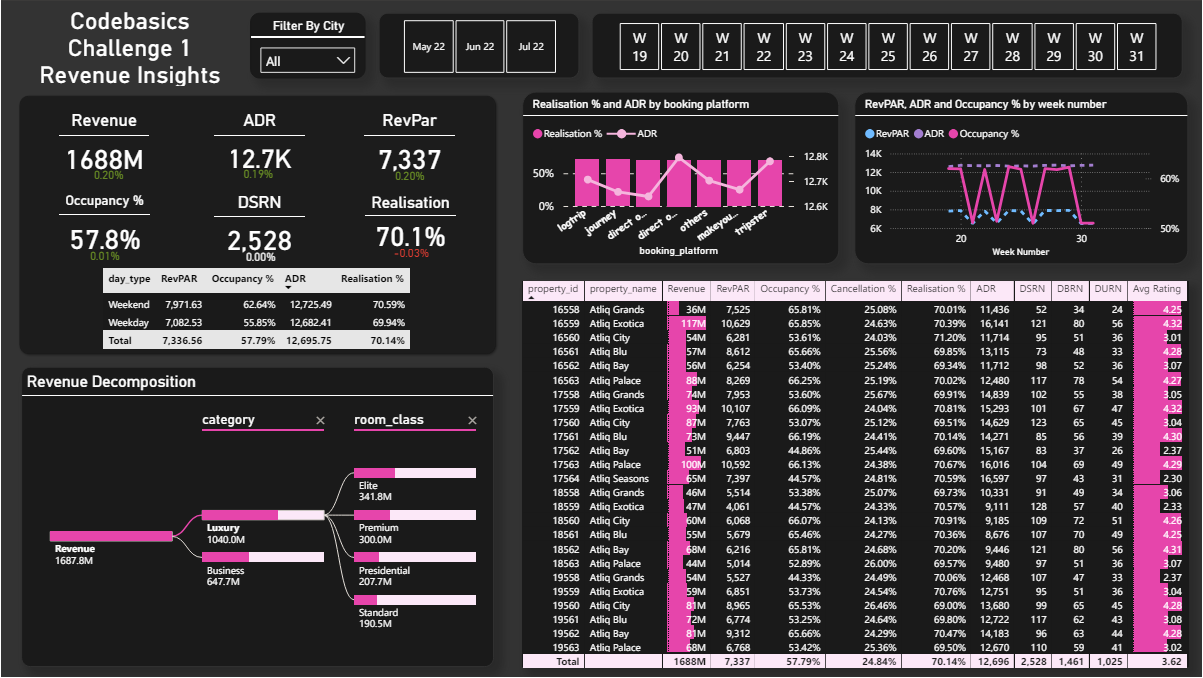 Codebasics
Challenge 1
Revenue Insights
Filter By City
All
May 22 Jun 22 Jul 22
W 19 W 20 W 21 W 22 W 23 W 24 W 25 W 26 W 27 W 28 W 29 W 30 W 31
Revenue ADR RevPar
1688M 12.7K 7,337
0.20% 0.19% 0.20%
Occupancy % DSRN Realisation
57.8% 2,528 70.1%
0.01% 0.00% -0.03%
day_type RevPAR Occupancy % ADR Realisation %
Weekend 7,971.63 62.64% 12,725.49 70.59%
Weekday 7,082.53 55.85% 12,682.41 69.94%
Total 7,336.56 57.79% 12,695.75 70.14%
Realisation % and ADR by booking platform
Realisation % ADR
50%
0%
12.8K
12.7K
12.6K
logtrip journey direct o... direct o... others makeyou... tripster
booking_platform
RevPAR, ADR and Occupancy % by week number
RevPAR ADR Occupancy %
14K
12K
10K
8K
6K
60%
50%
20 30
Week Number
Revenue Decomposition
category
room_class
Revenue
1687.8M
Luxury
1040.0M
Business
647.7M
Elite
341.8M
Premium
300.0M
Presidential
207.7M
Standard
190.5M
property_id property_name Revenue RevPAR Occupancy % Cancellation % Realisation % ADR DSRN DBRN DURN Avg Rating
16558 Atliq Grands 36M 7,525 65.81% 25.08% 70.01% 11,436 52 34 24 4.25
16559 Atliq Exotica 117M 10,629 65.85% 24.63% 70.39% 16,141 121 80 56 4.32
16560 Atliq City 54M 6,281 53.61% 24.03% 71.20% 11,714 95 51 36 3.01
16561 Atliq Blu 57M 8,612 65.66% 25.56% 69.85% 13,115 73 48 33 4.28
16562 Atliq Bay 56M 6,254 53.40% 25.24% 69.34% 11,712 98 52 36 3.07
16563 Atliq Palace 88M 8,269 66.25% 25.19% 70.02% 12,480 117 78 54 4.27
17558 Atliq Grands 74M 7,953 53.60% 25.67% 69.91% 14,839 102 55 38 3.05
17559 Atliq Exotica 93M 10,107 66.09% 24.04% 70.81% 15,293 101 67 47 4.32
17560 Atliq City 87M 7,763 53.07% 25.12% 69.51% 14,629 123 65 45 3.04
17561 Atliq Blu 73M 9,447 66.19% 24.41% 70.14% 14,271 85 56 39 4.30
17562 Atliq Bay 51M 6,803 44.86% 25.44% 69.60% 15,167 83 37 26 2.37
17563 Atliq Palace 100M 10,592 66.13% 24.38% 70.67% 16,016 104 69 49 4.29
17564 Atliq Seasons 65M 7,397 44.57% 24.81% 70.59% 16,597 97 43 31 2.30
18558 Atliq Grands 46M 5,514 53.38% 25.07% 69.73% 10,331 91 49 34 3.06
18559 Atliq Exotica 47M 4,061 44.57% 24.33% 70.57% 9,111 128 57 40 2.33
18560 Atliq City 60M 6,068 66.07% 24.13% 70.91% 9,185 109 72 51 4.26
18561 Atliq Blu 55M 5,679 65.46% 24.27% 70.36% 8,676 107 70 49 4.25
18562 Atliq Bay 68M 6,216 65.81% 24.68% 70.20% 9,446 121 80 56 4.31
18563 Atliq Palace 44M 5,014 52.89% 26.00% 69.57% 9,480 97 51 36 3.07
19558 Atliq Grands 54M 5,527 44.33% 24.49% 70.06% 12,468 107 47 33 2.37
19559 Atliq Exotica 59M 6,851 53.73% 24.54% 70.76% 12,751 95 51 36 3.04
19560 Atliq City 81M 8,965 65.53% 26.46% 69.00% 13,680 99 65 45 4.28
19561 Atliq Blu 72M 6,774 53.25% 24.64% 69.80% 12,722 117 62 43 3.08
19562 Atliq Bay 81M 9,312 65.66% 24.29% 70.47% 14,183 96 63 44 4.28
19563 Atliq Palace 68M 6,768 53.42% 25.36% 69.50% 12,670 110 59 41 3.02
Total 1688M 7,337 57.79% 24.84% 70.14% 12,696 2,528 1,461 1,025 3.62